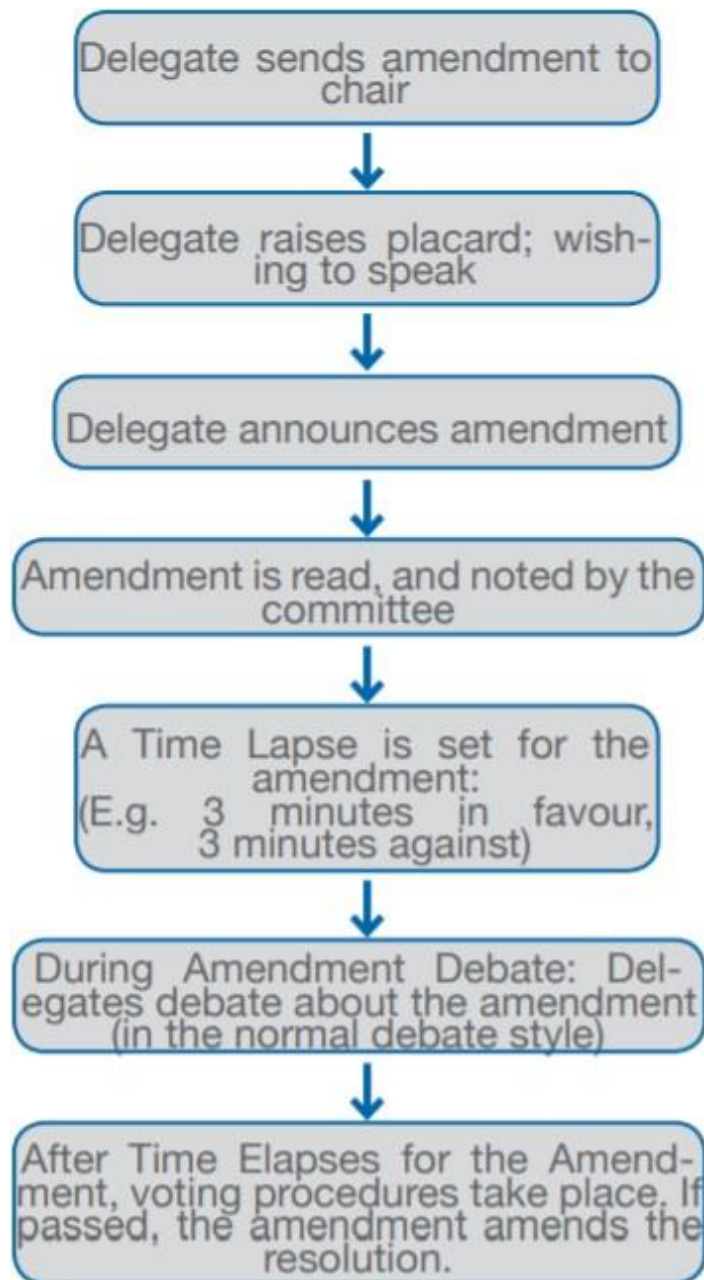 Delegate sends amendment to
chair
Delegate raises placard; wish-
ing to speak
Delegate announces amendment
Amendment is read, and noted by the
committee
A Time Lapse is set for the
amendment:
(E.g. 3 minutes in favour,
3 minutes against)
During Amendment Debate: Del-
egates debate about the amendment
(in the normal debate style)
After Time Elapses for the Amend-
ment, voting procedures take place. If
passed, the amendment amends the
resolution.